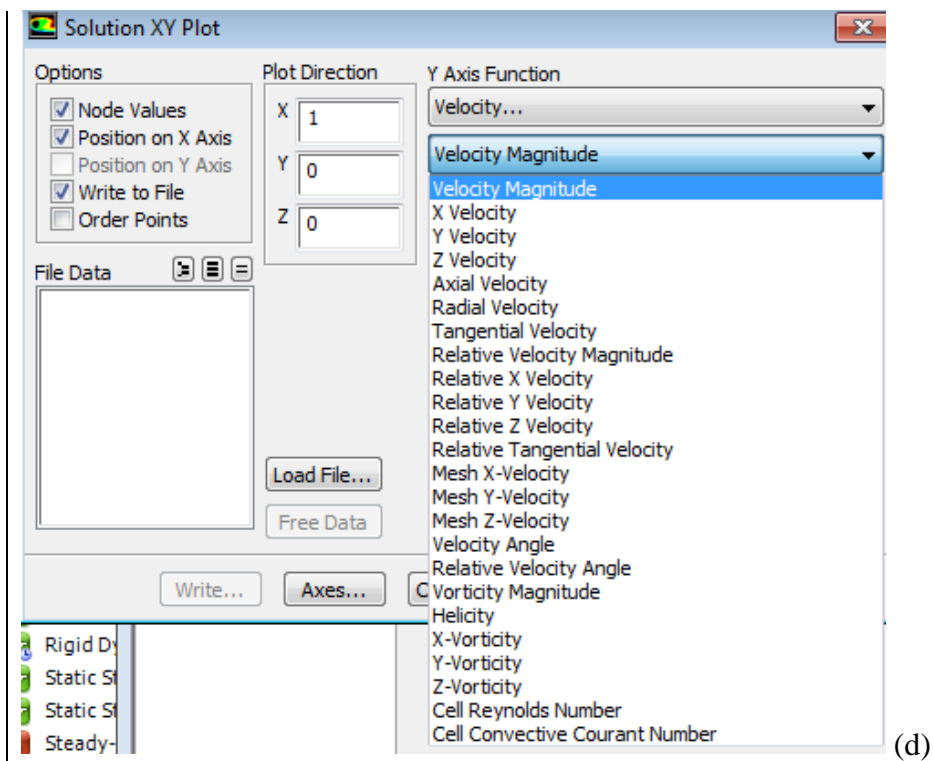 Solution XY Plot
Options
Node Values
Position on X Axis
Position on Y Axis
Write to File
Order Points
Plot Direction
X 1
Y 0
Z 0
Y Axis Function
Velocity...
Velocity Magnitude
Velocity Magnitude
X Velocity
Y Velocity
Z Velocity
Axial Velocity
Radial Velocity
Tangential Velocity
Relative Velocity Magnitude
Relative X Velocity
Relative Y Velocity
Relative Z Velocity
Relative Tangential Velocity
Mesh X-Velocity
Mesh Y-Velocity
Mesh Z-Velocity
Velocity Angle
Relative Velocity Angle
Vorticity Magnitude
Helicity
X-Vorticity
Y-Vorticity
Z-Vorticity
Cell Reynolds Number
Cell Convective Courant Number
File Data
Load File...
Free Data
Write...
Axes...
C
Rigid Dy
Static St
Static St
Steady-
(d)